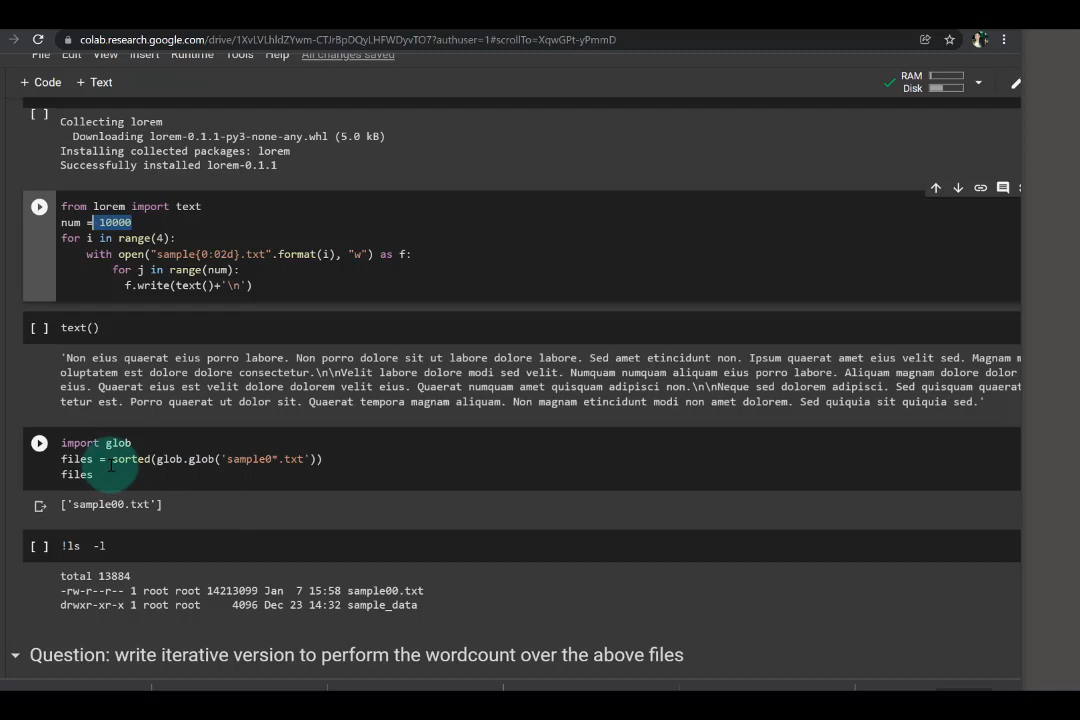 colab.research.google.com/drive/1XvLVLhldZYwm-CTJrBpDQyLHFWDyvTO7?authuser=1#scrollTo=XqwGPt-yPmmD
File Edit View Insert Runtime Tools Help All changes saved
+ Code + Text
RAM
Disk
[ ]
Collecting lorem
Downloading lorem-0.1.1-py3-none-any.whl (5.0 kB)
Installing collected packages: lorem
Successfully installed lorem-0.1.1
from lorem import text
num = 10000
for i in range(4):
with open("sample{0:02d}.txt".format(i), "w") as f:
for j in range(num):
f.write(text()+'\n')
[ ] text()
'Non eius quaerat eius porro labore. Non porro dolore sit ut labore dolore labore. Sed amet etincidunt non. Ipsum quaerat amet eius velit sed. Magnam m
oluptatem est dolore dolore consectetur.\n\nVelit labore dolore modi sed velit. Numquam numquam aliquam eius porro labore. Aliquam magnam dolore dolor
eius. Quaerat eius est velit dolore dolorem velit eius. Quaerat numquam amet quisquam adipisci non.\n\nNeque sed dolorem adipisci. Sed quisquam quaerat
tetur est. Porro quaerat ut dolor sit. Quaerat tempora magnam aliquam. Non magnam etincidunt modi non amet dolorem. Sed quiquia sit quiquia sed.'
import glob
files = sorted(glob.glob('sample0*.txt'))
files
['sample00.txt']
[ ] !ls -l
total 13884
-rw-r--r-- 1 root root 14213099 Jan 7 15:58 sample00.txt
drwxr-xr-x 1 root root 4096 Dec 23 14:32 sample_data
Question: write iterative version to perform the wordcount over the above files